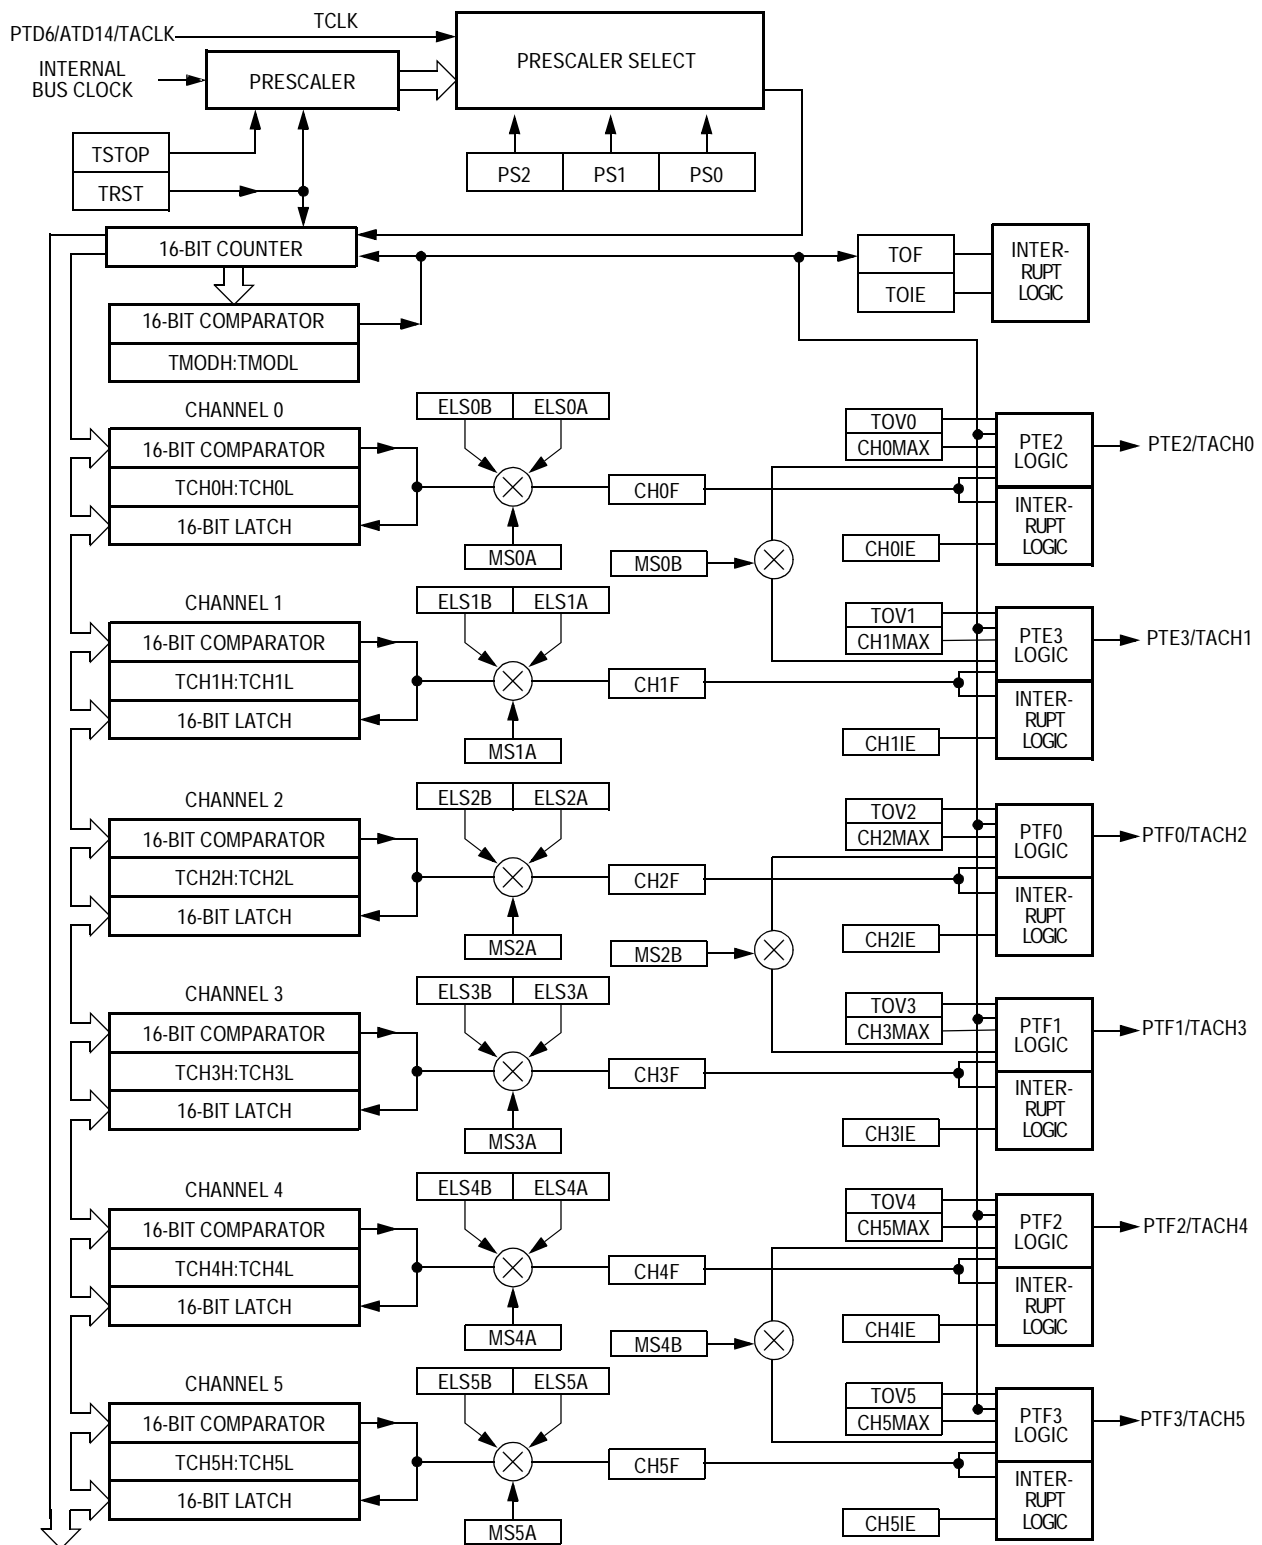 TCLK
PTD6/ATD14/TACLK
PRESCALER SELECT
INTERNAL
BUS CLOCK
PRESCALER
TSTOP
TRST
PS2
PS1
PS0
16-BIT COUNTER
TOF
TOIE
INTER-
RUPT
LOGIC
16-BIT COMPARATOR
TMODH:TMODL
CHANNEL 0
ELS0B
ELS0A
16-BIT COMPARATOR
TCH0H:TCH0L
16-BIT LATCH
MS0A
CH0F
MS0B
TOV0
CH0MAX
CH0IE
PTE2
LOGIC
INTER-
RUPT
LOGIC
PTE2/TACH0
CHANNEL 1
ELS1B
ELS1A
16-BIT COMPARATOR
TCH1H:TCH1L
16-BIT LATCH
MS1A
CH1F
TOV1
CH1MAX
CH1IE
PTE3
LOGIC
INTER-
RUPT
LOGIC
PTE3/TACH1
CHANNEL 2
ELS2B
ELS2A
16-BIT COMPARATOR
TCH2H:TCH2L
16-BIT LATCH
MS2A
CH2F
MS2B
TOV2
CH2MAX
CH2IE
PTF0
LOGIC
INTER-
RUPT
LOGIC
PTF0/TACH2
CHANNEL 3
ELS3B
ELS3A
16-BIT COMPARATOR
TCH3H:TCH3L
16-BIT LATCH
MS3A
CH3F
TOV3
CH3MAX
CH3IE
PTF1
LOGIC
INTER-
RUPT
LOGIC
PTF1/TACH3
CHANNEL 4
ELS4B
ELS4A
16-BIT COMPARATOR
TCH4H:TCH4L
16-BIT LATCH
MS4A
CH4F
MS4B
TOV4
CH5MAX
CH4IE
PTF2
LOGIC
INTER-
RUPT
LOGIC
PTF2/TACH4
CHANNEL 5
ELS5B
ELS5A
16-BIT COMPARATOR
TCH5H:TCH5L
16-BIT LATCH
MS5A
CH5F
TOV5
CH5MAX
CH5IE
PTF3
LOGIC
INTER-
RUPT
LOGIC
PTF3/TACH5